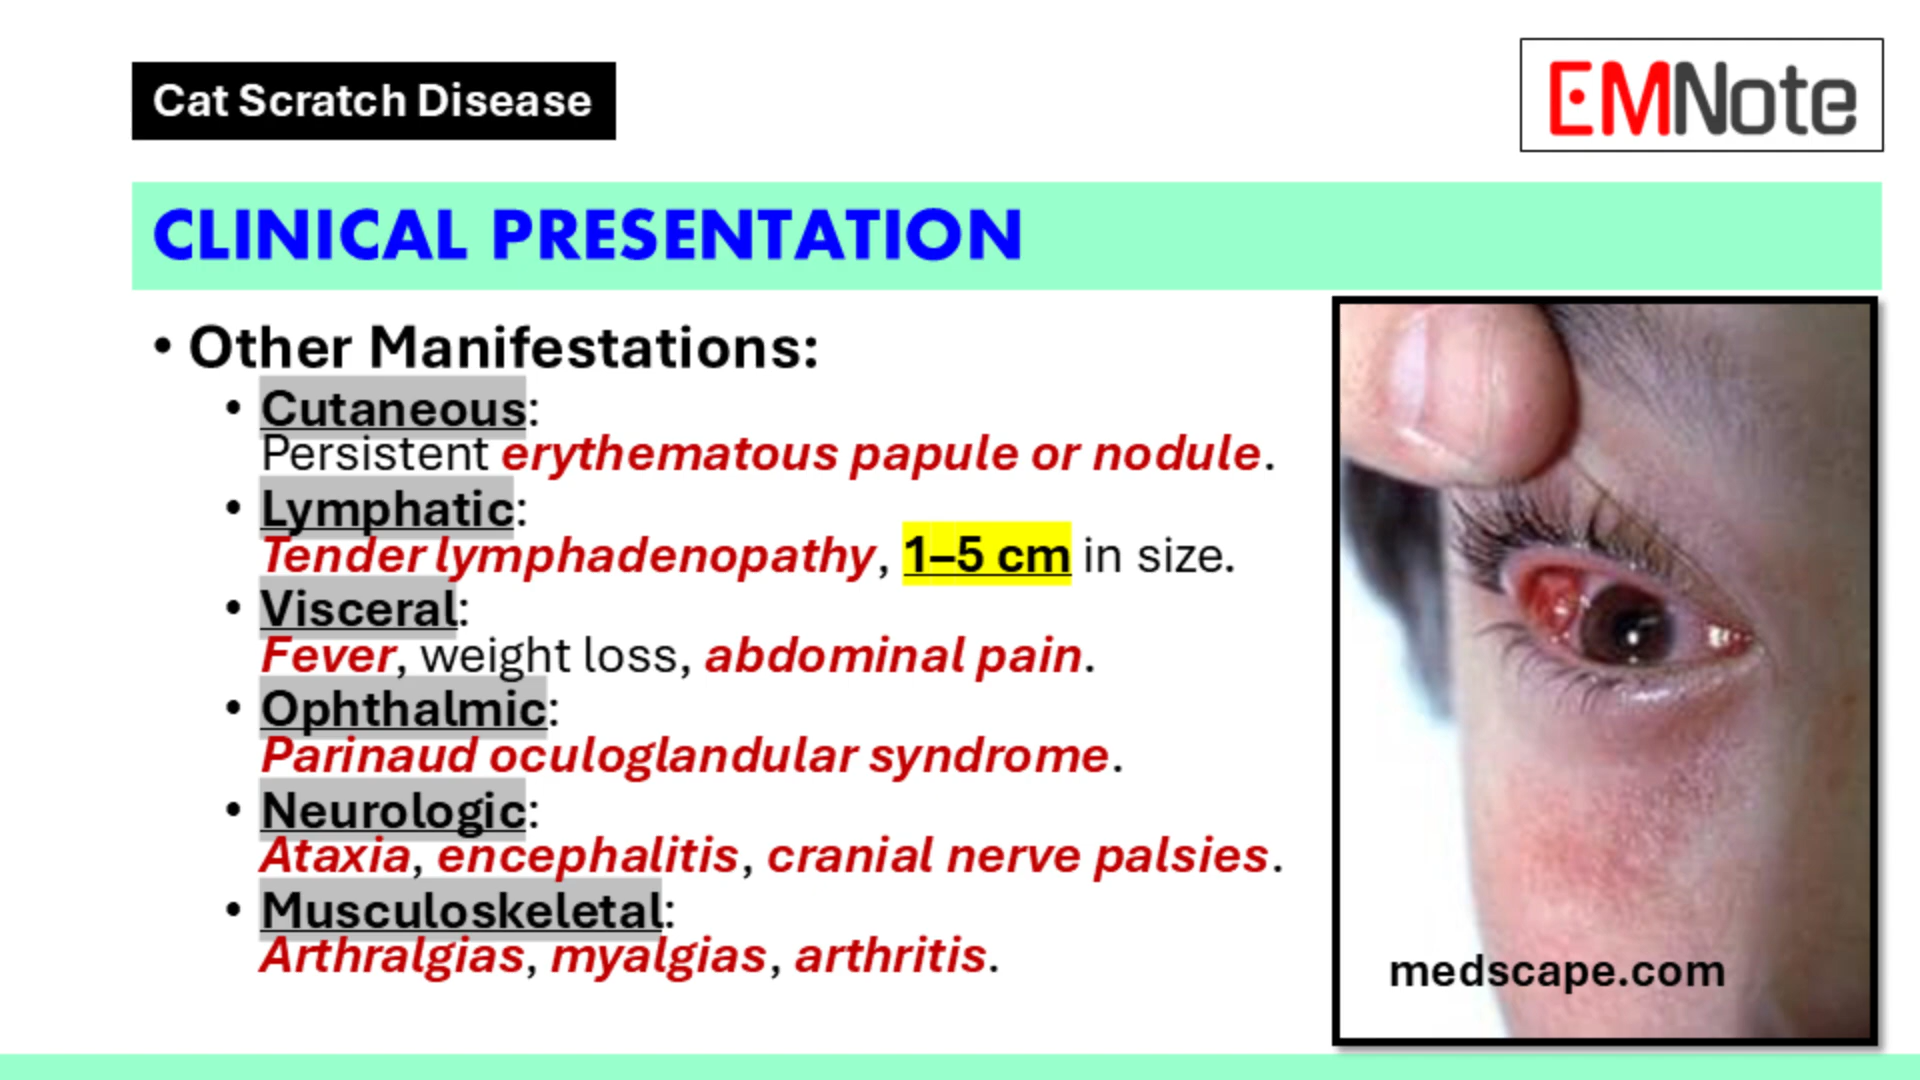 Cat Scratch Disease
EMNote
CLINICAL PRESENTATION
• Other Manifestations:
• Cutaneous:
Persistent erythematous papule or nodule.
• Lymphatic:
Tender lymphadenopathy, 1–5 cm in size.
• Visceral:
Fever, weight loss, abdominal pain.
• Ophthalmic:
Parinaud oculoglandular syndrome.
• Neurologic:
Ataxia, encephalitis, cranial nerve palsies.
• Musculoskeletal:
Arthralgias, myalgias, arthritis.
medscape.com